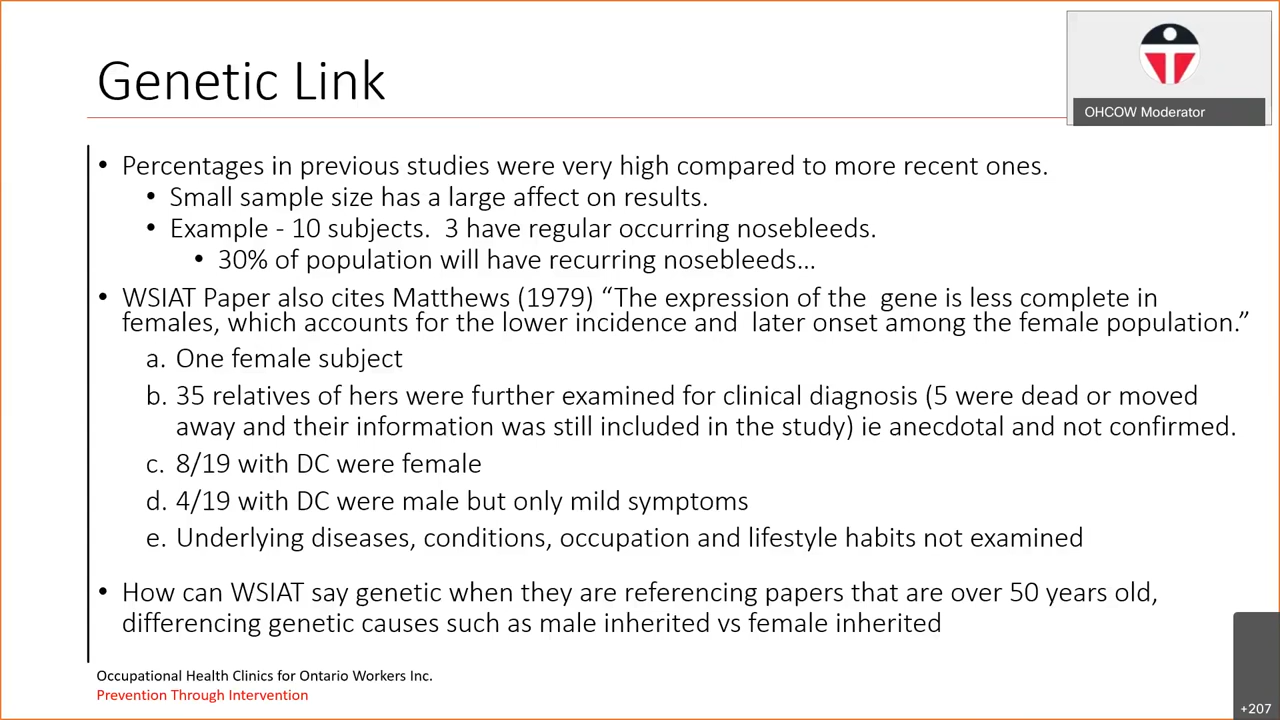 Genetic Link
OHCOW Moderator
• Percentages in previous studies were very high compared to more recent ones.
• Small sample size has a large affect on results.
• Example - 10 subjects.  3 have regular occurring nosebleeds.
• 30% of population will have recurring nosebleeds…
• WSIAT Paper also cites Matthews (1979) “The expression of the  gene is less complete in
females, which accounts for the lower incidence and  later onset among the female population.”
a. One female subject
b. 35 relatives of hers were further examined for clinical diagnosis (5 were dead or moved
away and their information was still included in the study) ie anecdotal and not confirmed.
c. 8/19 with DC were female
d. 4/19 with DC were male but only mild symptoms
e. Underlying diseases, conditions, occupation and lifestyle habits not examined
• How can WSIAT say genetic when they are referencing papers that are over 50 years old,
differencing genetic causes such as male inherited vs female inherited
Occupational Health Clinics for Ontario Workers Inc.
Prevention Through Intervention
+207